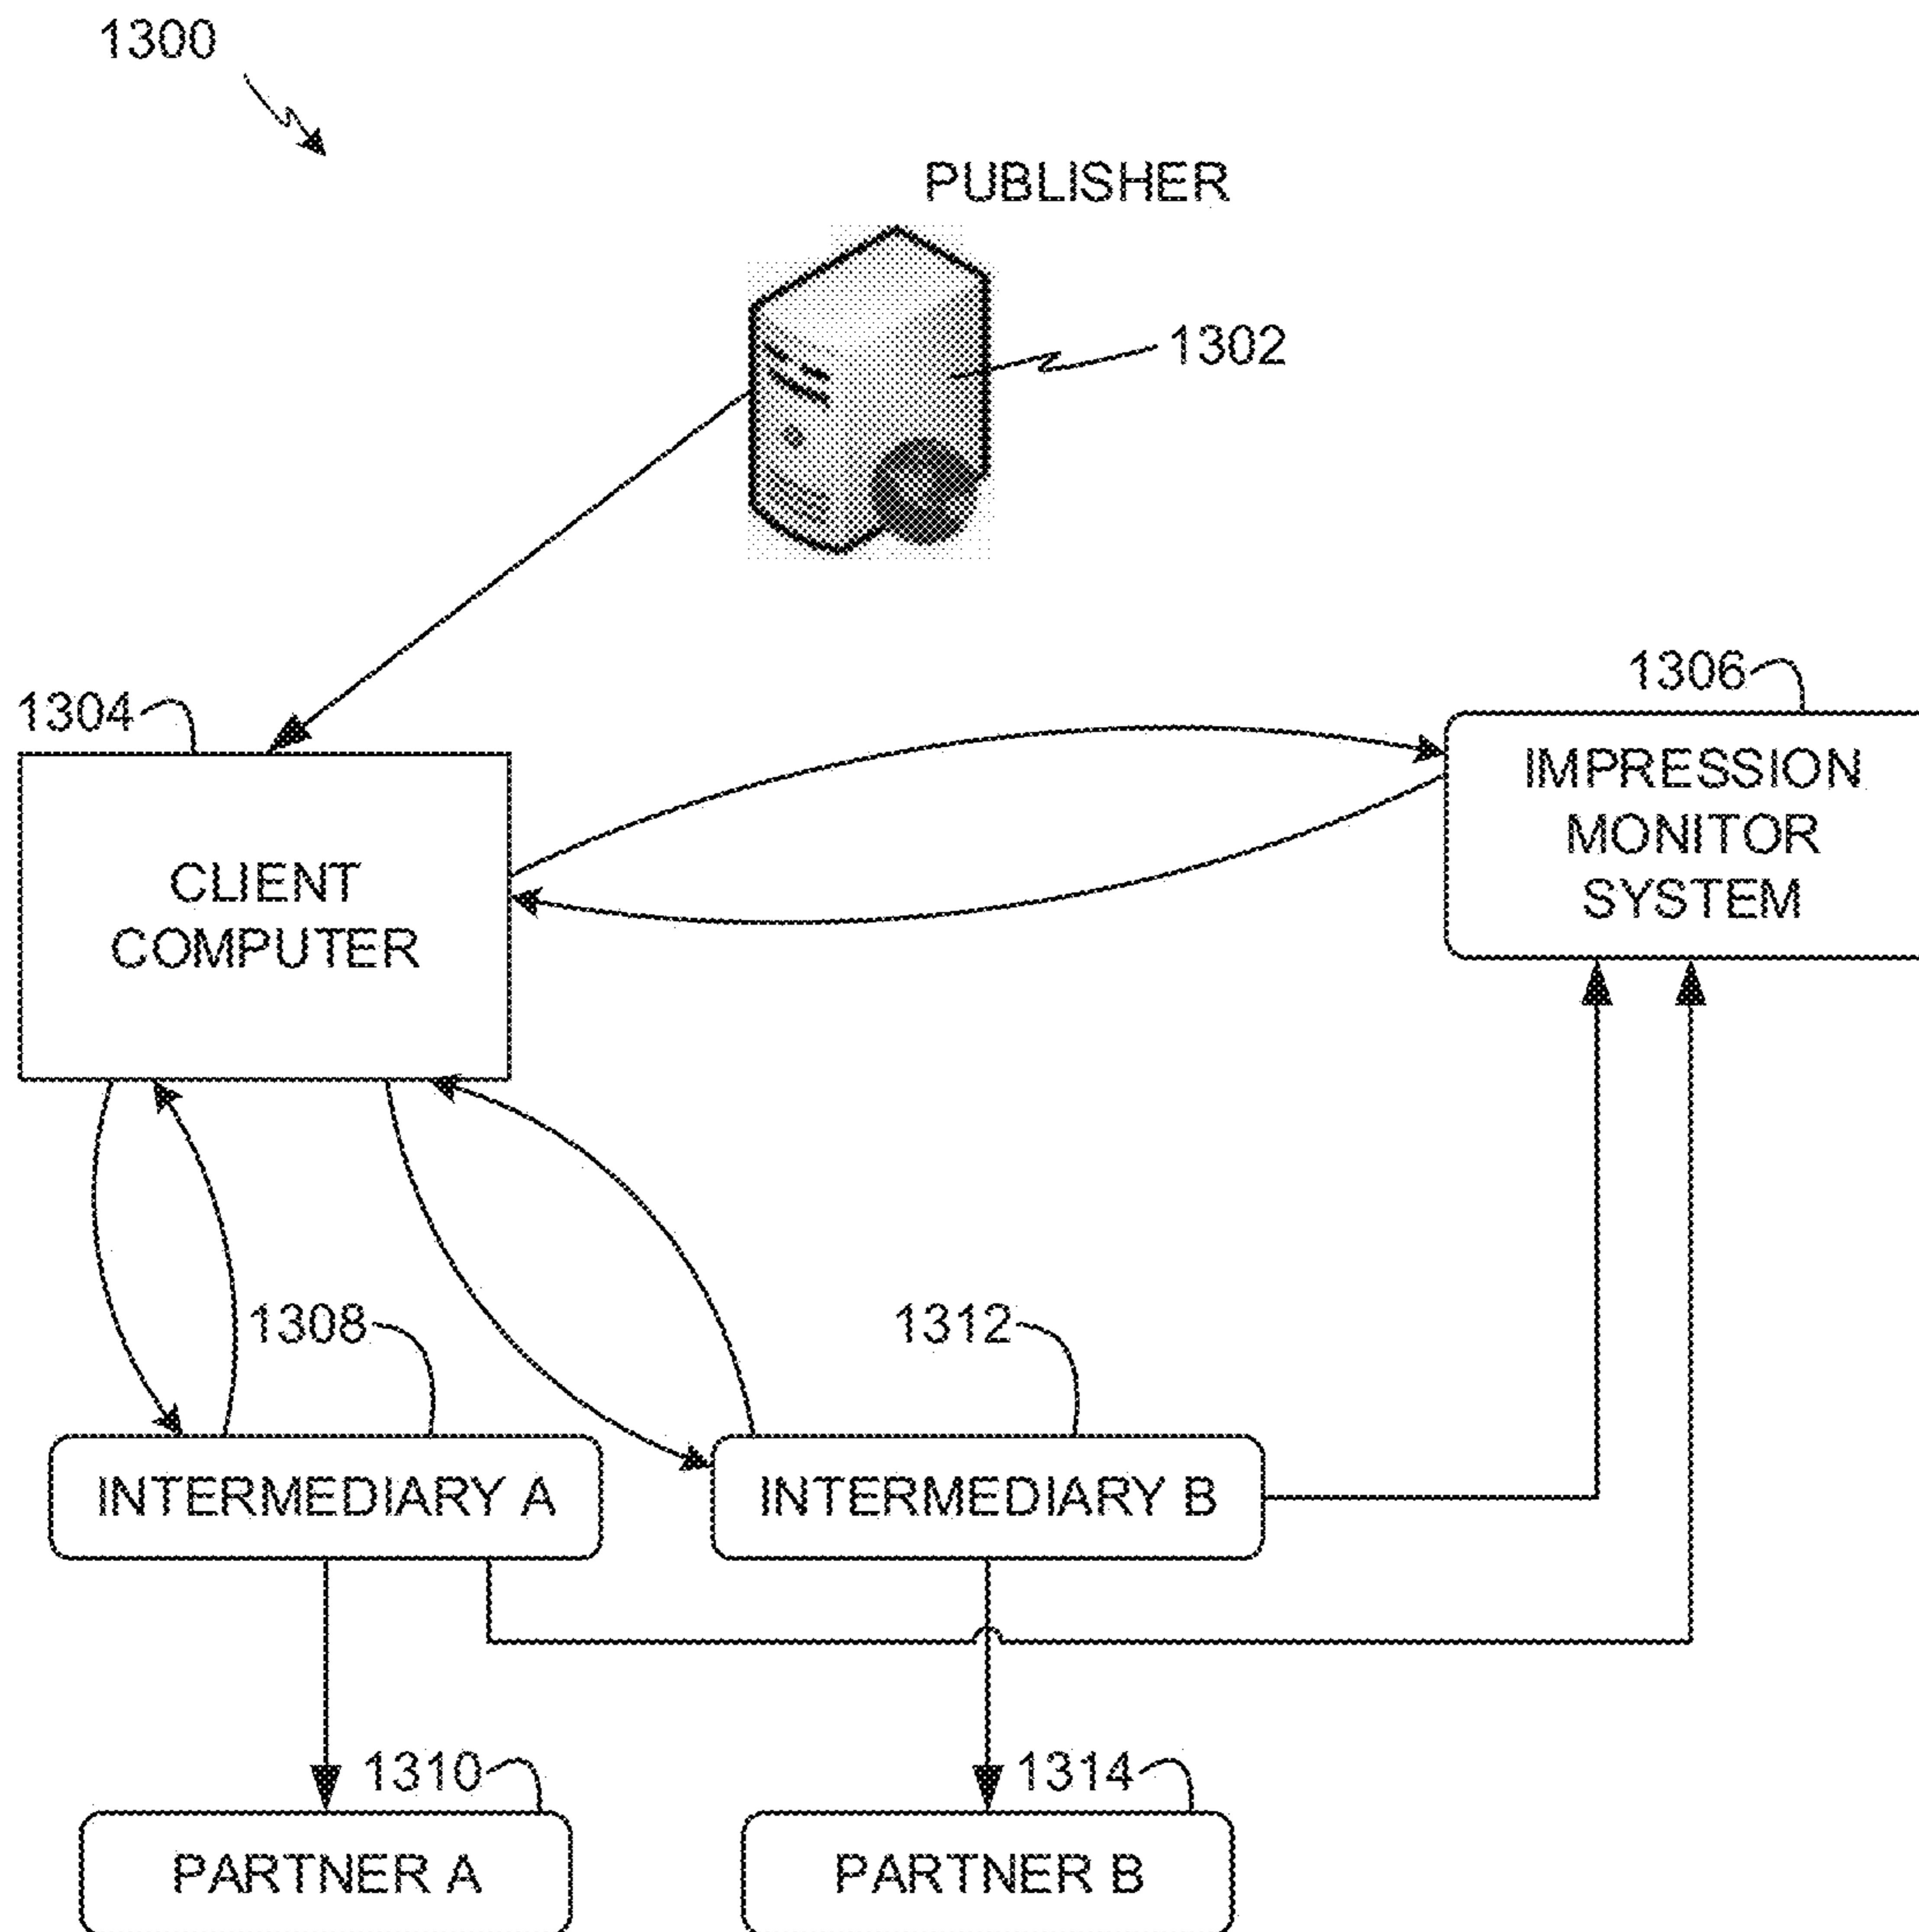 1300
PUBLISHER
1302
1304
1306
CLIENT
COMPUTER
IMPRESSION
MONITOR
SYSTEM
1308
1312
INTERMEDIARY A
INTERMEDIARY B
1310
1314
PARTNER A
PARTNER B